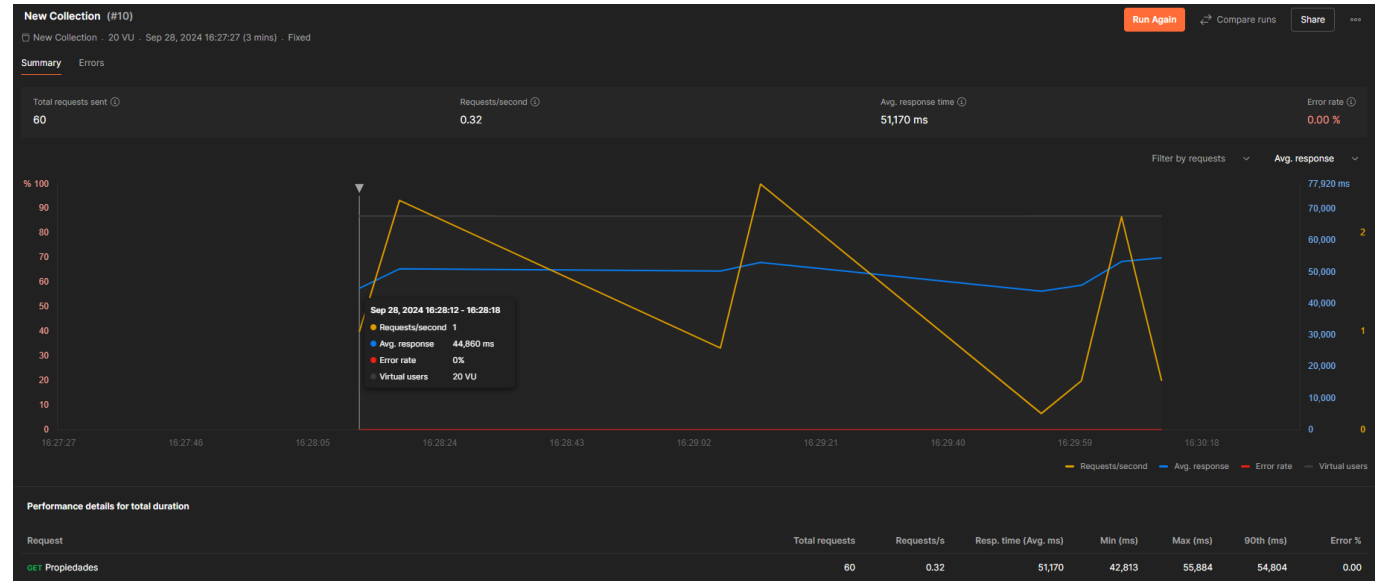 New Collection (#10)
Run Again
Compare runs
Share
New Collection . 20 VU . Sep 28, 2024 16:27:27 (3 mins) . Fixed
Summary Errors
Total requests sent Requests/second Avg. response time Error rate
60 0.32 51,170 ms 0.00 %
Filter by requests Avg. response
% 100 77,920 ms
90 70,000
80 60,000 2
70
60 50,000
50 40,000
40 30,000 1
30
20 20,000
10 10,000
0 0 0
Sep 28, 2024 16:28:12 - 16:28:18
Requests/second 1
Avg. response 44,860 ms
Error rate 0%
Virtual users 20 VU
16:27:27 16:27:46 16:28:05 16:28:24 16:28:43 16:29:02 16:29:21 16:29:40 16:29:59 16:30:18
Requests/second Avg. response Error rate Virtual users
Performance details for total duration
Request Total requests Requests/s Resp. time (Avg. ms) Min (ms) Max (ms) 90th (ms) Error %
GET Propiedades 60 0.32 51,170 42,813 55,884 54,804 0.00